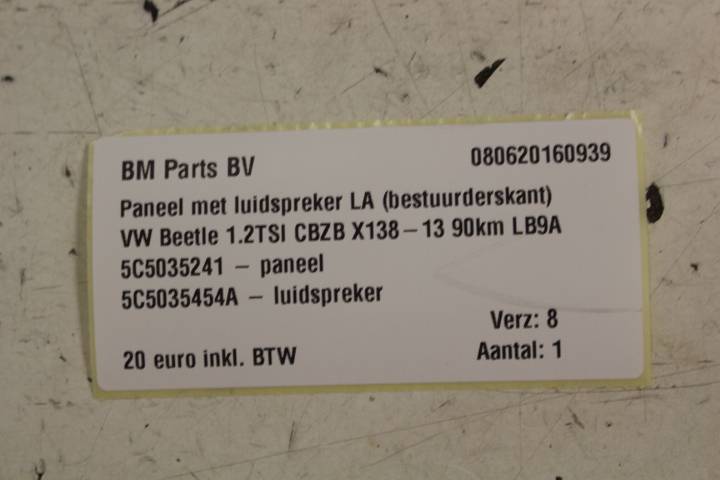 BM Parts BV 080620160939
Paneel met luidspreker LA (bestuurderskant)
VW Beetle 1.2TSI CBZB X138–13 90km LB9A
5C5035241 – paneel
5C5035454A – luidspreker
Verz: 8
20 euro inkl. BTW Aantal: 1